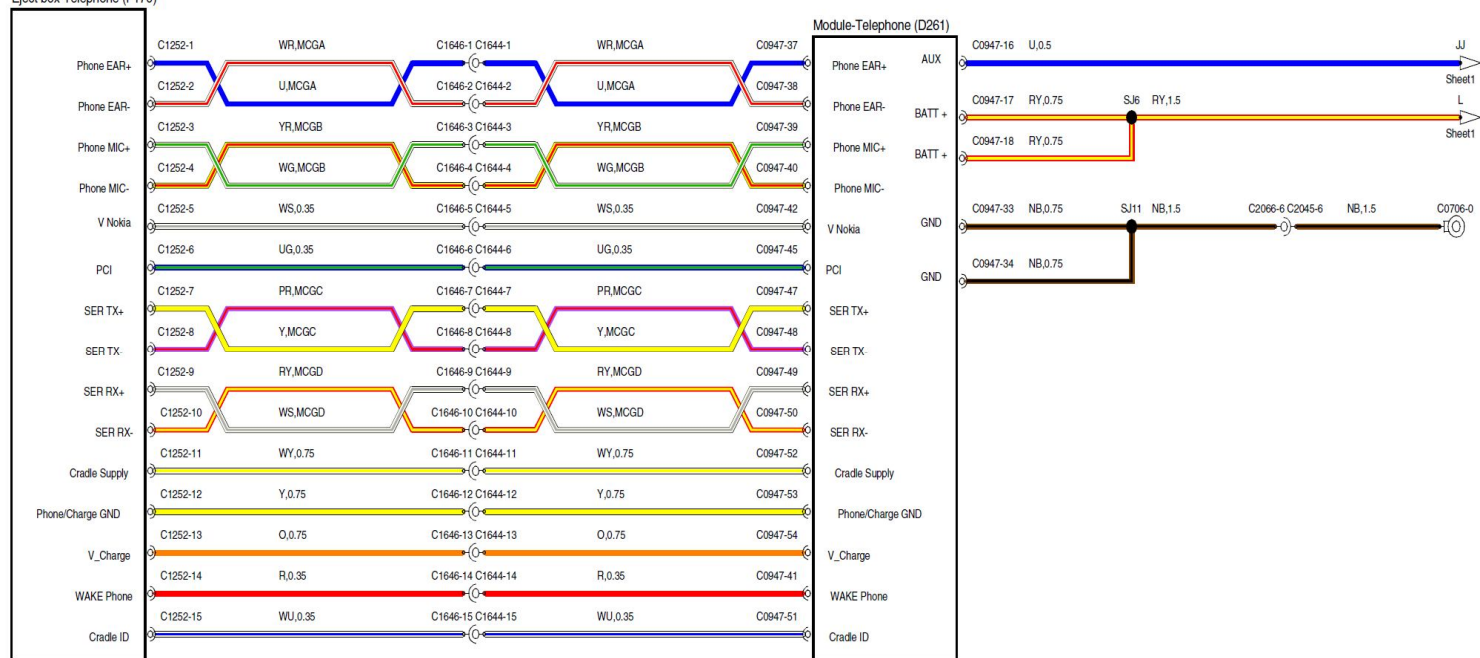 Module-Telephone (D261)
C1252-1 WR,MCGA C1646-1 C1644-1 WR,MCGA C0947-37 C0947-16 U,0.5 JJ
Phone EAR+ Phone EAR+ AUX
Sheet1
C1252-2 U,MCGA C1646-2 C1644-2 U,MCGA C0947-38
Phone EAR- Phone EAR- C0947-17 RY,0.75 SJ6 RY,1.5 L
BATT +
Sheet1
C1252-3 YR,MCGB C1646-3 C1644-3 YR,MCGB C0947-39
Phone MIC+ Phone MIC+ C0947-18 RY,0.75
BATT +
C1252-4 WG,MCGB C1646-4 C1644-4 WG,MCGB C0947-40
Phone MIC- Phone MIC-
C1252-5 WS,0.35 C1646-5 C1644-5 WS,0.35 C0947-42 C0947-33 NB,0.75 SJ11 NB,1.5 C2066-6 C2045-6 NB,1.5 C0706-0
V Nokia V Nokia GND
C1252-6 UG,0.35 C1646-6 C1644-6 UG,0.35 C0947-45
PCI PCI C0947-34 NB,0.75
GND
C1252-7 PR,MCGC C1646-7 C1644-7 PR,MCGC C0947-47
SER TX+ SER TX+
C1252-8 Y,MCGC C1646-8 C1644-8 Y,MCGC C0947-48
SER TX- SER TX-
C1252-9 RY,MCGD C1646-9 C1644-9 RY,MCGD C0947-49
SER RX+ SER RX+
C1252-10 WS,MCGD C1646-10 C1644-10 WS,MCGD C0947-50
SER RX- SER RX-
C1252-11 WY,0.75 C1646-11 C1644-11 WY,0.75 C0947-52
Cradle Supply Cradle Supply
C1252-12 Y,0.75 C1646-12 C1644-12 Y,0.75 C0947-53
Phone/Charge GND Phone/Charge GND
C1252-13 O,0.75 C1646-13 C1644-13 O,0.75 C0947-54
V_Charge V_Charge
C1252-14 R,0.35 C1646-14 C1644-14 R,0.35 C0947-41
WAKE Phone WAKE Phone
C1252-15 WU,0.35 C1646-15 C1644-15 WU,0.35 C0947-51
Cradle ID Cradle ID